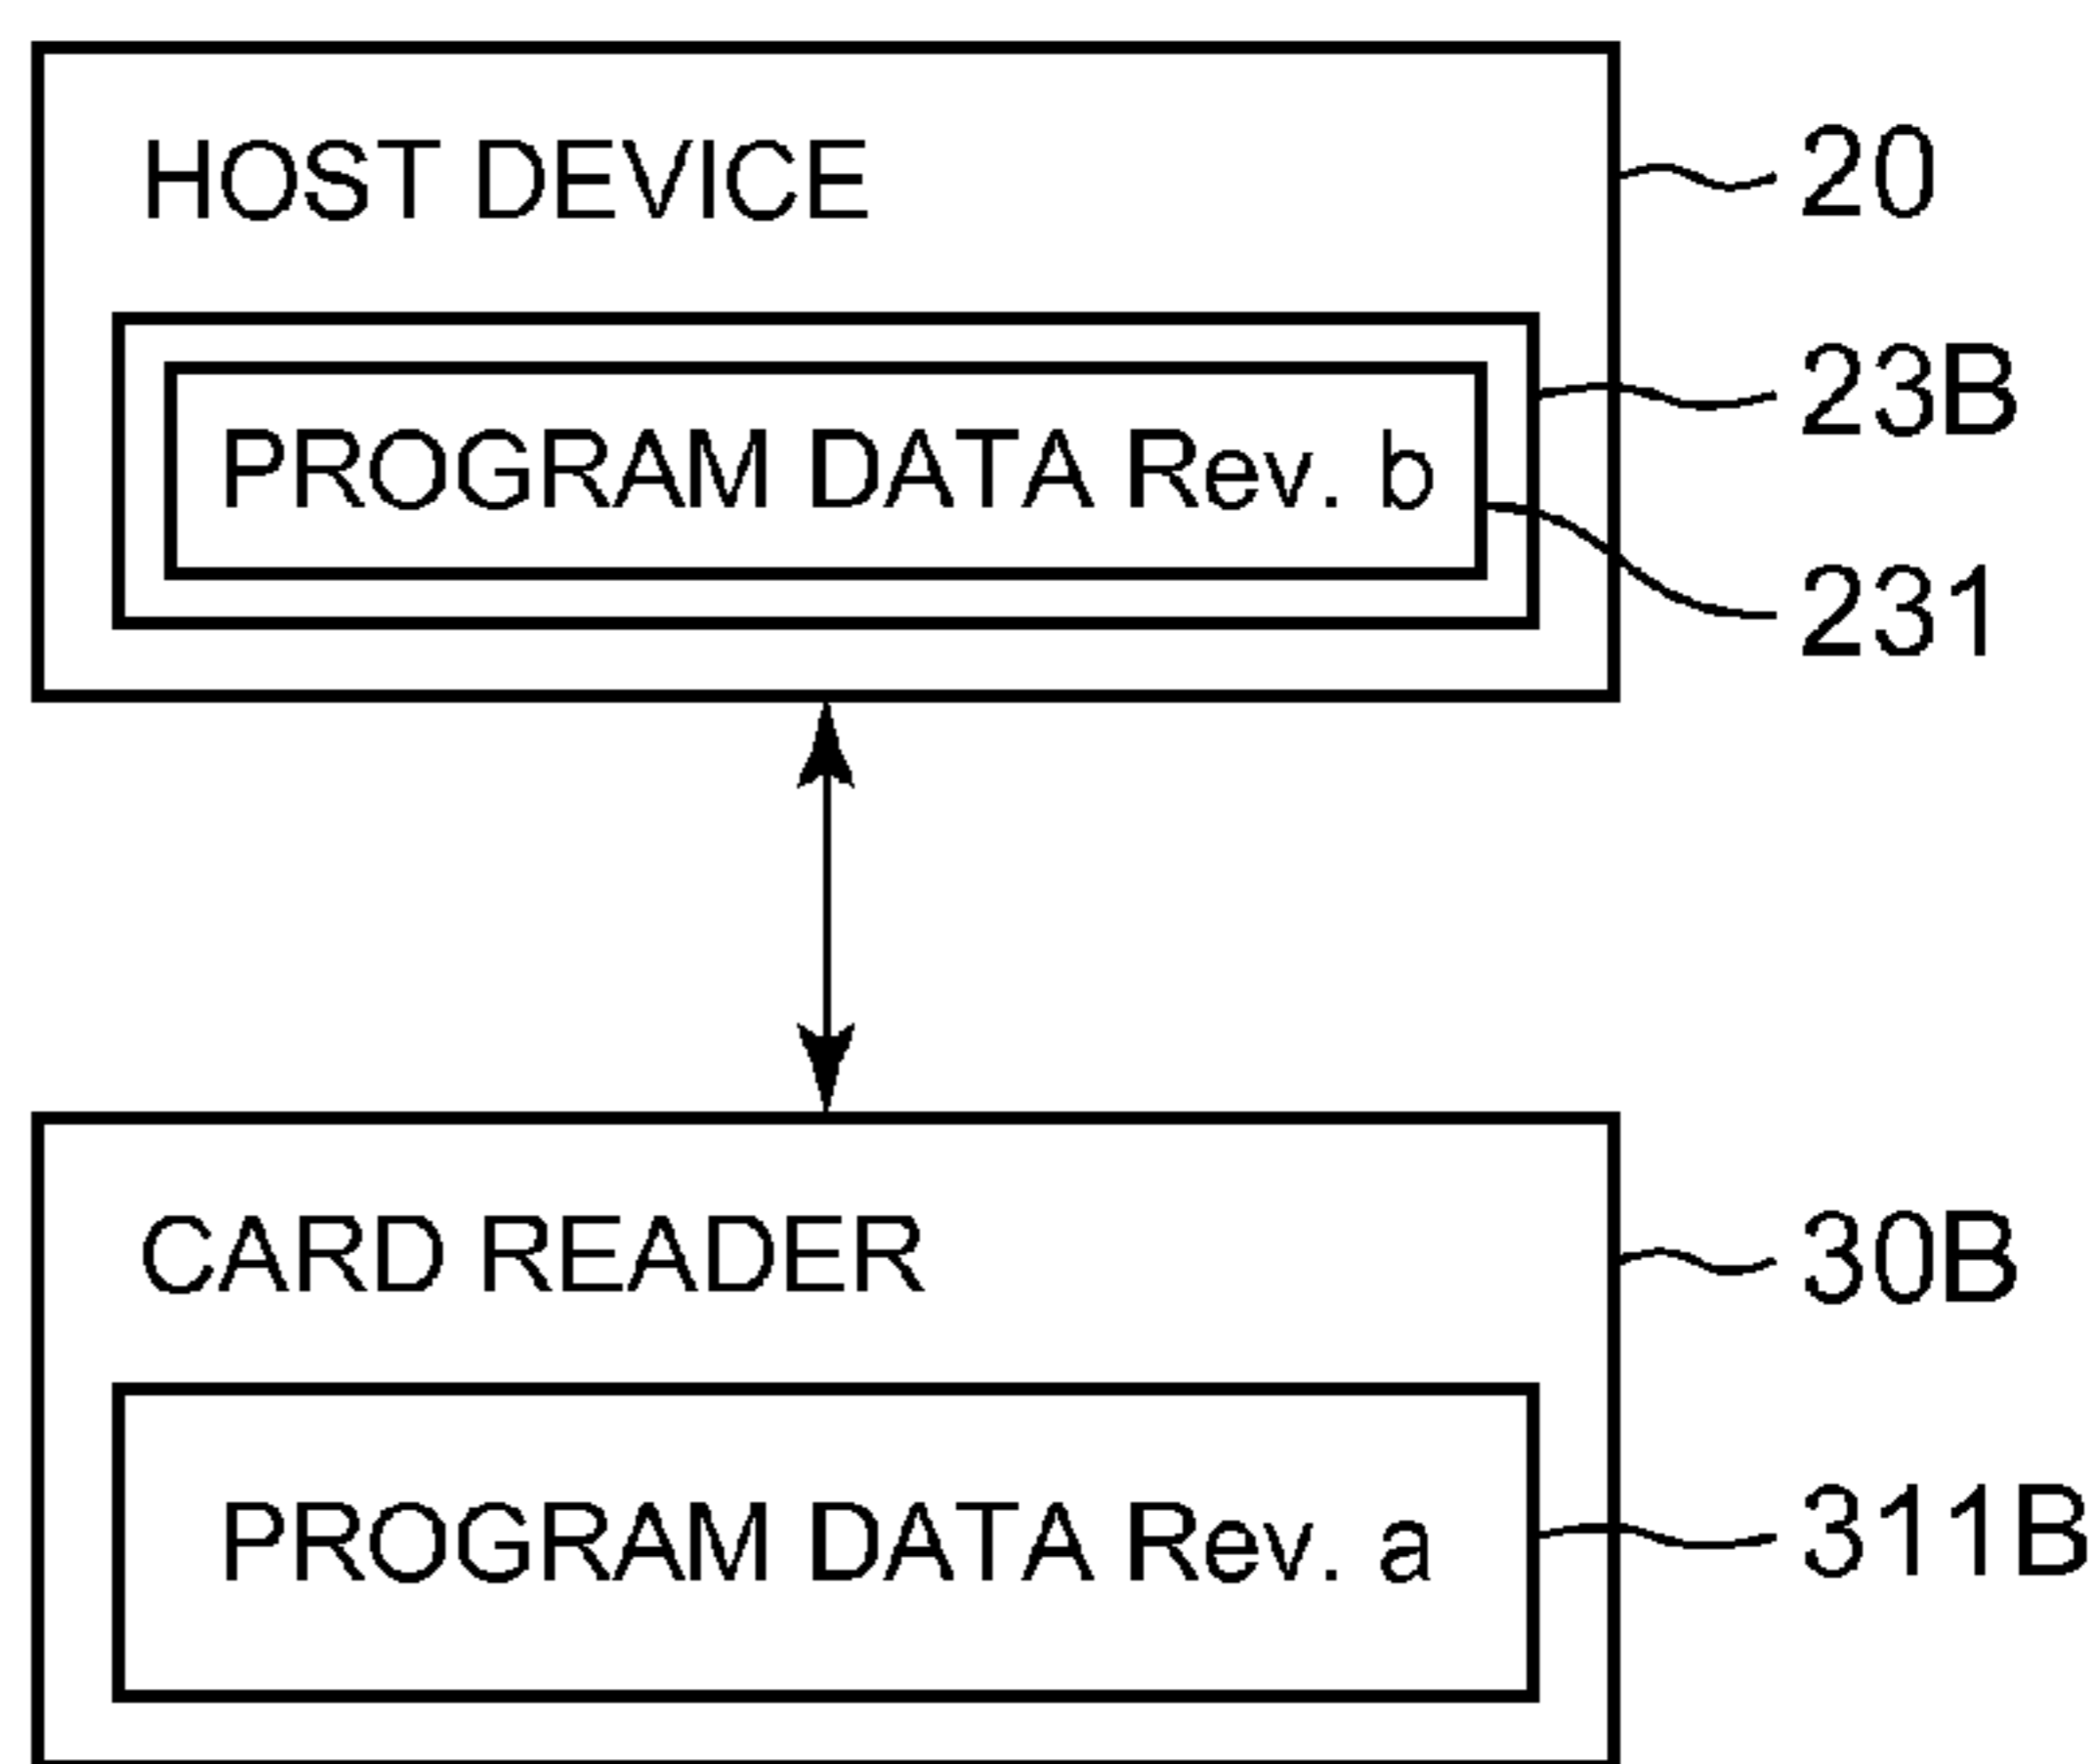 HOST DEVICE
20
23B
PROGRAM DATA Rev. b
231
CARD READER
30B
PROGRAM DATA Rev. a
311B